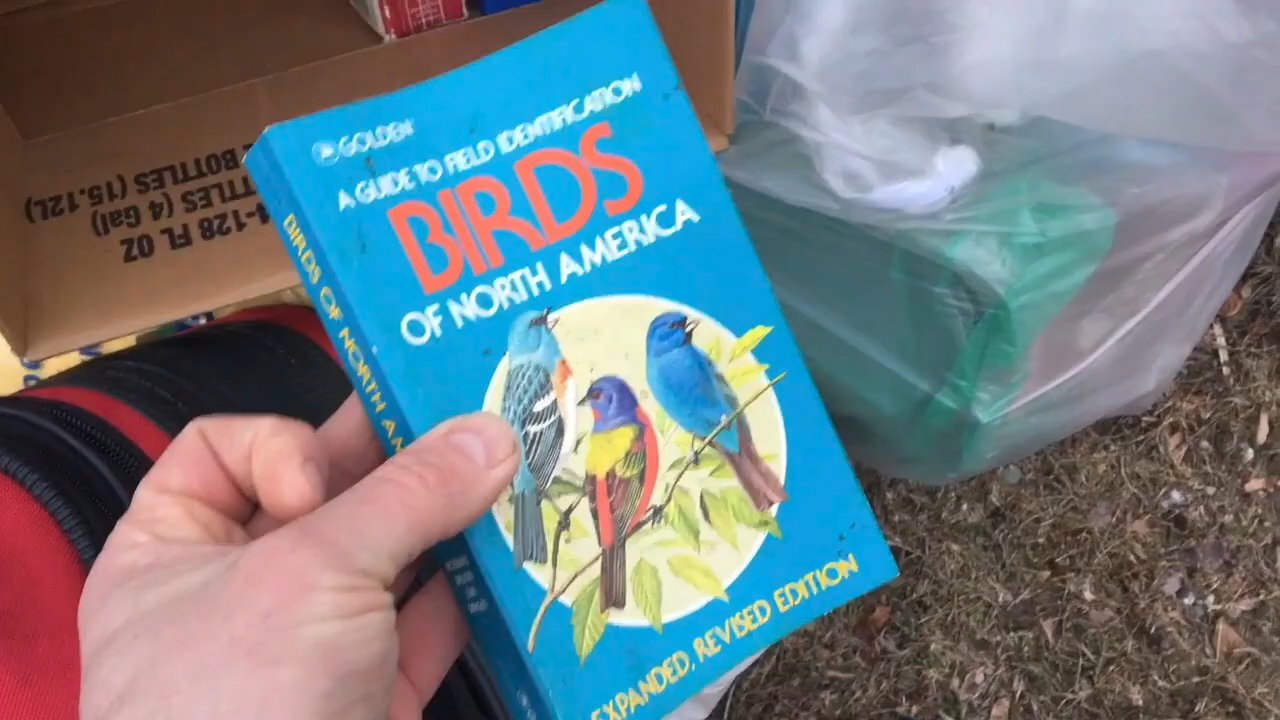 GOLDEN
A GUIDE TO FIELD IDENTIFICATION
BIRDS
OF NORTH AMERICA
EXPANDED, REVISED EDITION
BIRDS OF NORTH AM
4-128 FL OZ
TTLES (4 Gal)
BOTTLES (15.12L)